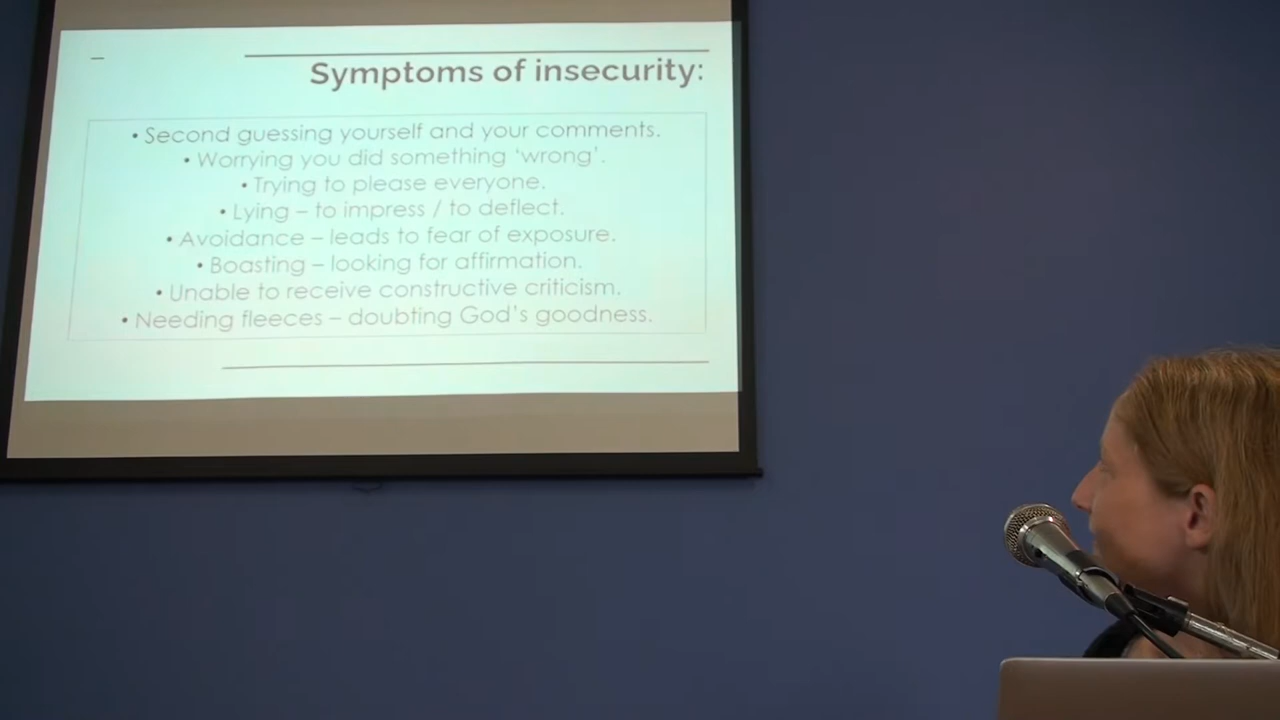 Symptoms of insecurity:
• Second guessing yourself and your comments.
• Worrying you did something ‘wrong’.
• Trying to please everyone.
• Lying – to impress / to deflect.
• Avoidance – leads to fear of exposure.
• Boasting – looking for affirmation.
• Unable to receive constructive criticism.
• Needing fleeces – doubting God’s goodness.